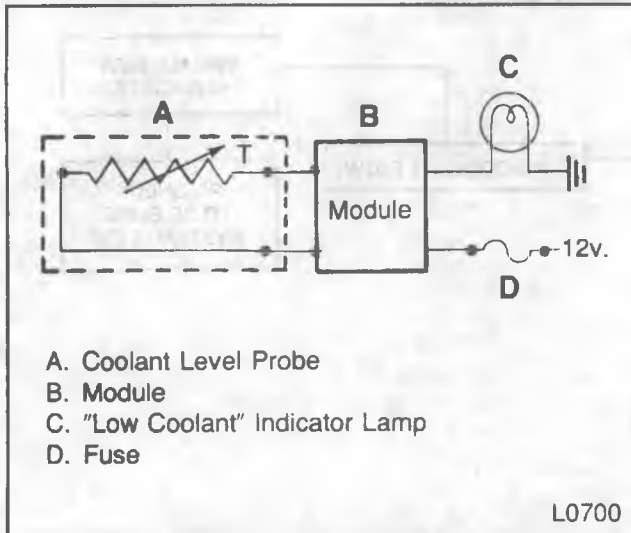 A
B
C
T
Module
12v.
D
A. Coolant Level Probe
B. Module
C. "Low Coolant" Indicator Lamp
D. Fuse
L0700